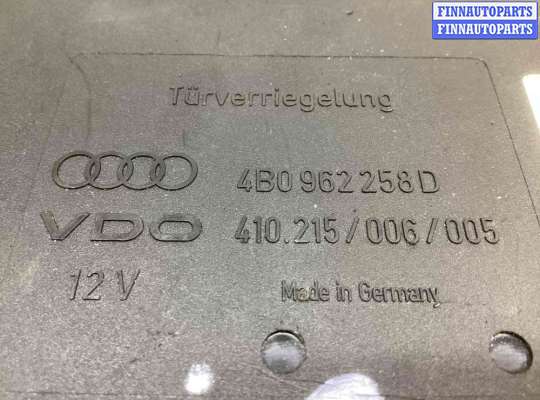 FINNAUTOPARTS
FINNAUTOPARTS
Türverriegelung
4B0 962 258 D
VDO 410.215/006/005
12 V Made in Germany